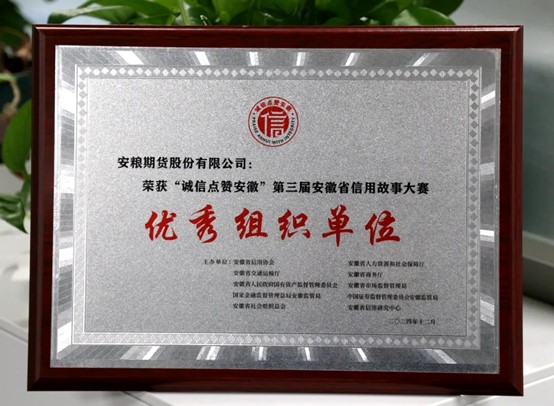 诚信点赞安徽
PRAISE ANHUI WITH INTEGRITY
信
安粮期货股份有限公司：
荣获“诚信点赞安徽”第三届安徽省信用故事大赛
优秀组织单位
主办单位：安徽省信用协会 安徽省人力资源和社会保障厅
安徽省交通运输厅 安徽省商务厅
安徽省人民政府国有资产监督管理委员会 安徽省市场监督管理局
国家金融监督管理总局安徽监管局 中国证券监督管理委员会安徽监管局
安徽省社会组织总会 安徽省信用研究中心
二〇二四年十二月